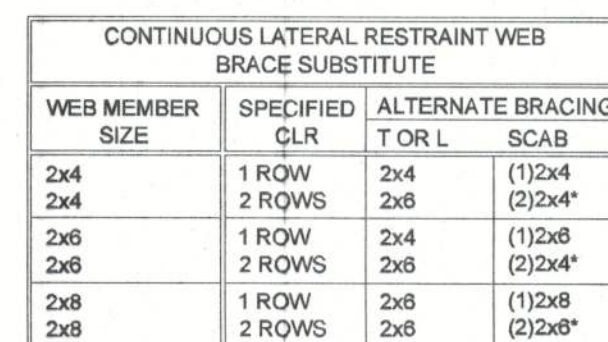 CONTINUOUS LATERAL RESTRAINT WEB
BRACE SUBSTITUTE
WEB MEMBER SIZE SPECIFIED CLR ALTERNATE BRACING
T OR L SCAB
2x4 1 ROW 2x4 (1)2x4
2x4 2 ROWS 2x6 (2)2x4*
2x6 1 ROW 2x4 (1)2x6
2x6 2 ROWS 2x6 (2)2x4*
2x8 1 ROW 2x6 (1)2x8
2x8 2 ROWS 2x6 (2)2x6*